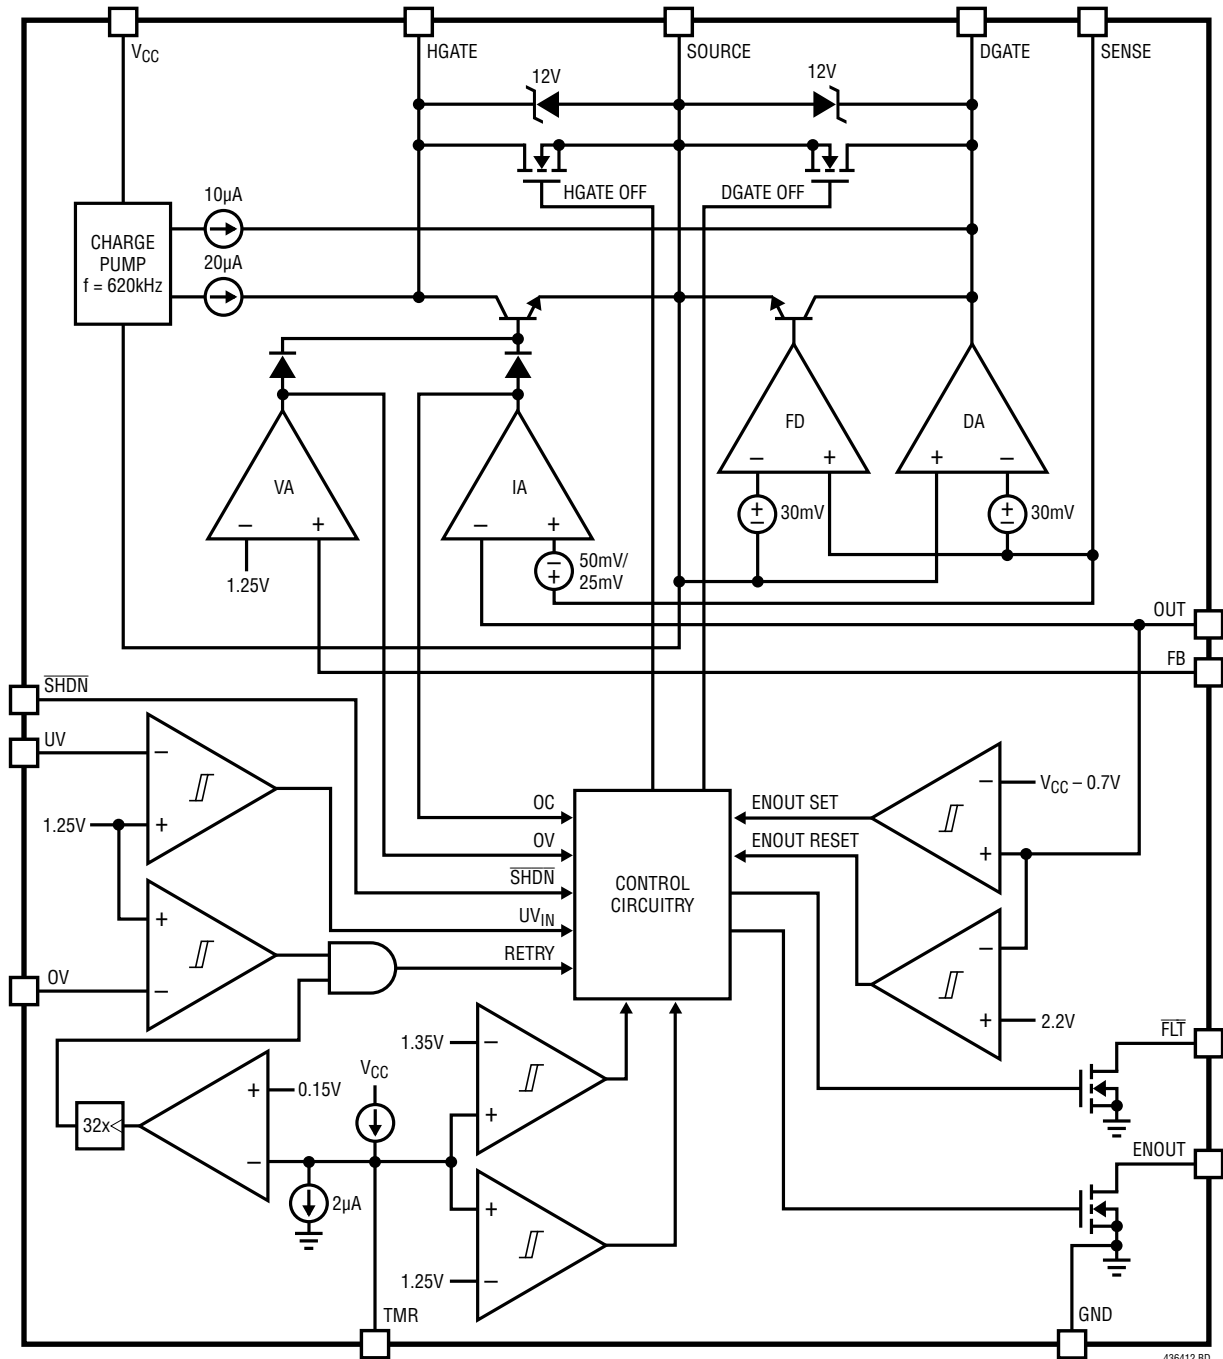 VCC
HGATE
SOURCE
DGATE
SENSE
12V
12V
HGATE OFF
DGATE OFF
10µA
20µA
CHARGE
PUMP
f = 620kHz
FD
DA
–
+
+
–
+
–
30mV
+
–
30mV
VA
IA
–
+
–
+
1.25V
–
+
50mV/
25mV
OUT
FB
SHDN
UV
–
1.25V
+
+
–
OV
OC
OV
SHDN
UVIN
RETRY
CONTROL
CIRCUITRY
ENOUT SET
ENOUT RESET
–
VCC – 0.7V
+
–
+
2.2V
FLT
ENOUT
GND
1.35V
–
+
+
1.25V
–
VCC
+
0.15V
–
32x
2µA
TMR
436412 BD